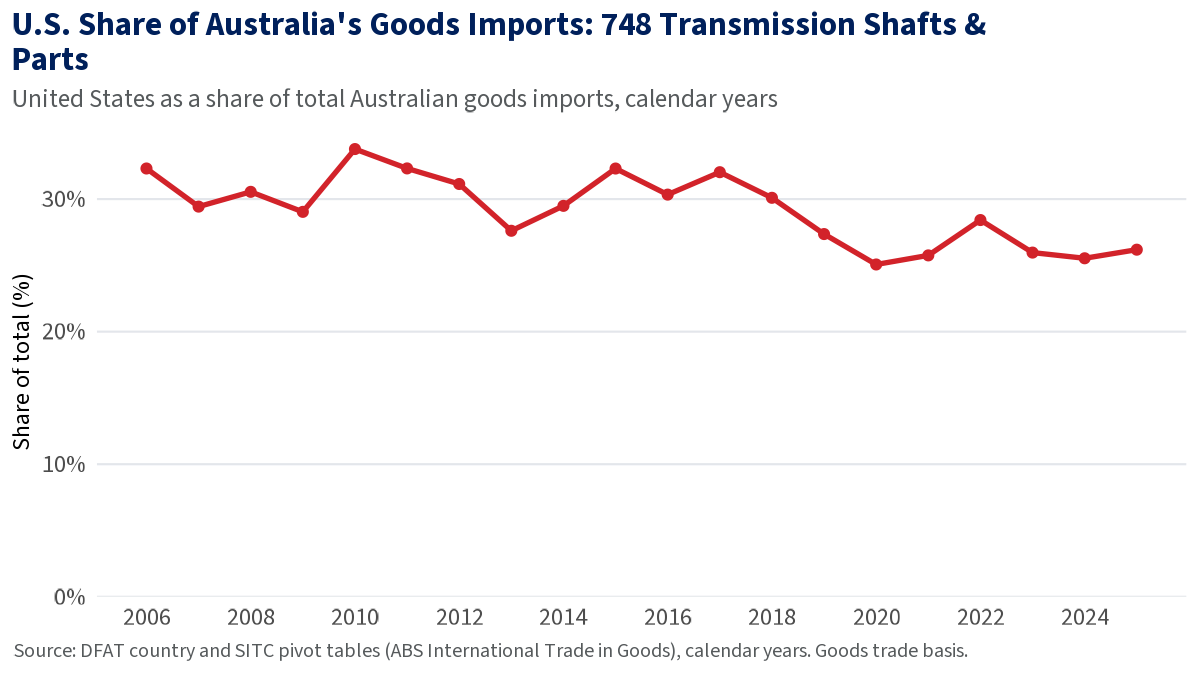 U.S. Share of Australia's Goods Imports: 748 Transmission Shafts &
Parts
United States as a share of total Australian goods imports, calendar years
Share of total (%)
30%
20%
10%
0%
2006 2008 2010 2012 2014 2016 2018 2020 2022 2024
Source: DFAT country and SITC pivot tables (ABS International Trade in Goods), calendar years. Goods trade basis.